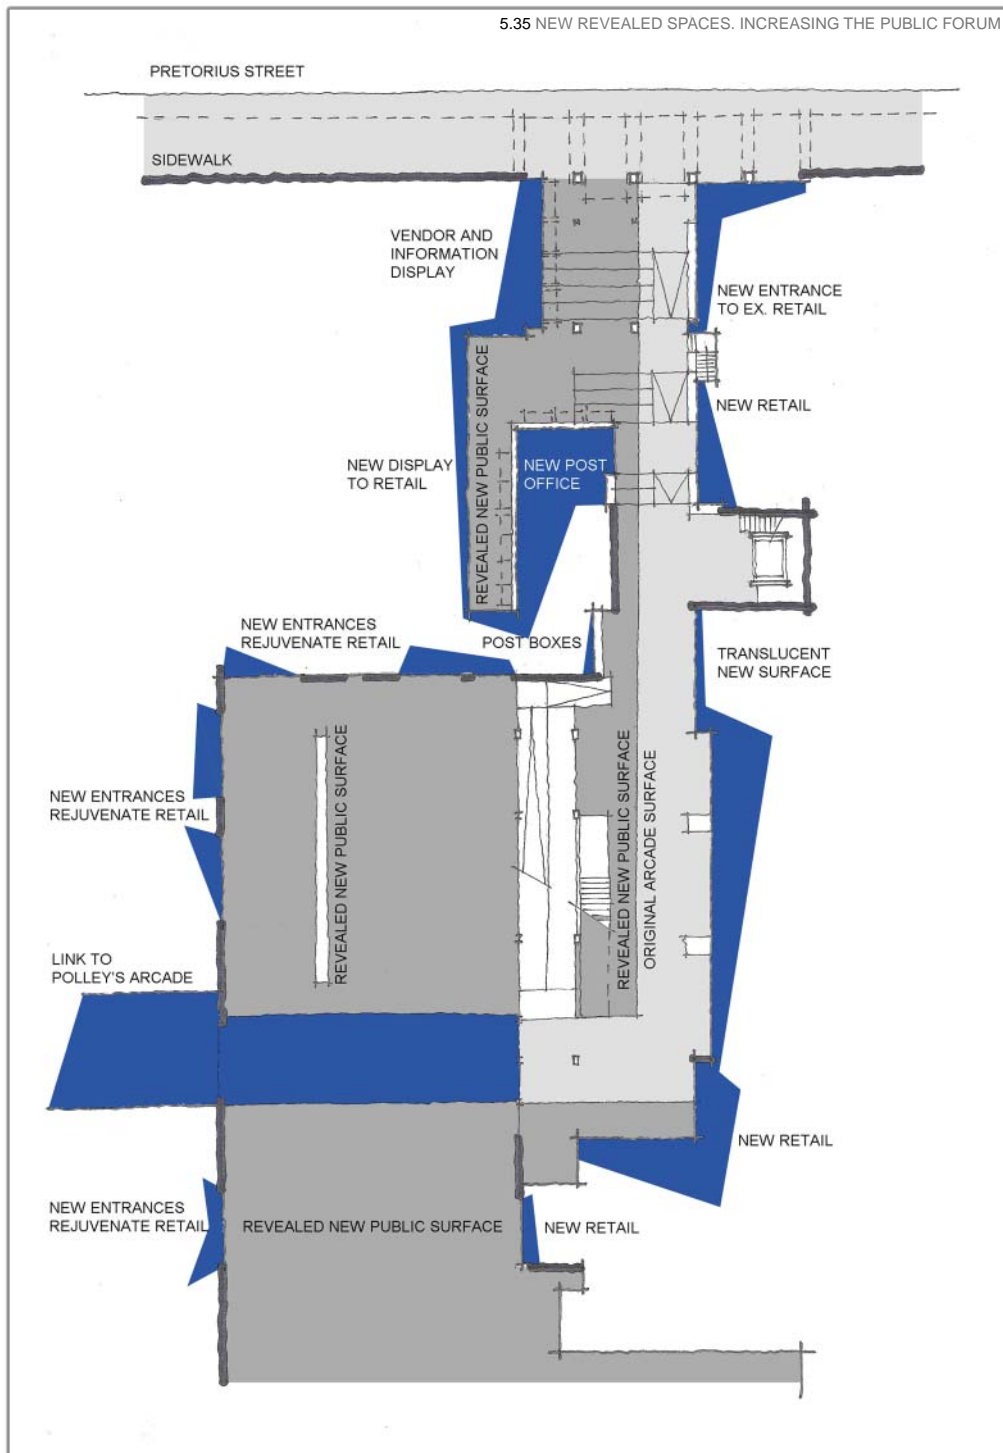 5.35 NEW REVEALED SPACES. INCREASING THE PUBLIC FORUM
PRETORIUS STREET
SIDEWALK
VENDOR AND
INFORMATION
DISPLAY
NEW ENTRANCE
TO EX. RETAIL
REVEALED NEW PUBLIC SURFACE
NEW RETAIL
NEW DISPLAY
TO RETAIL
NEW POST
OFFICE
NEW ENTRANCES
REJUVENATE RETAIL
POST BOXES
TRANSLUCENT
NEW SURFACE
REVEALED NEW PUBLIC SURFACE
REVEALED NEW PUBLIC SURFACE
ORIGINAL ARCADE SURFACE
NEW ENTRANCES
REJUVENATE RETAIL
LINK TO
POLLEY'S ARCADE
NEW RETAIL
NEW ENTRANCES
REJUVENATE RETAIL
REVEALED NEW PUBLIC SURFACE
NEW RETAIL